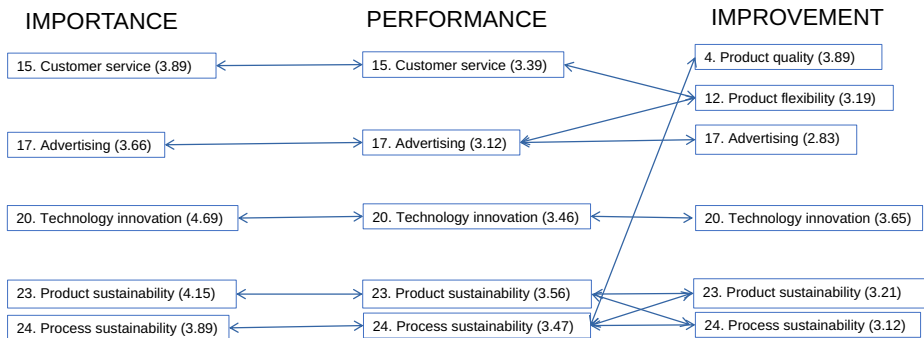 IMPORTANCE
PERFORMANCE
IMPROVEMENT
15. Customer service (3.89)
15. Customer service (3.39)
4. Product quality (3.89)
12. Product flexibility (3.19)
17. Advertising (3.66)
17. Advertising (3.12)
17. Advertising (2.83)
20. Technology innovation (4.69)
20. Technology innovation (3.46)
20. Technology innovation (3.65)
23. Product sustainability (4.15)
23. Product sustainability (3.56)
23. Product sustainability (3.21)
24. Process sustainability (3.89)
24. Process sustainability (3.47)
24. Process sustainability (3.12)